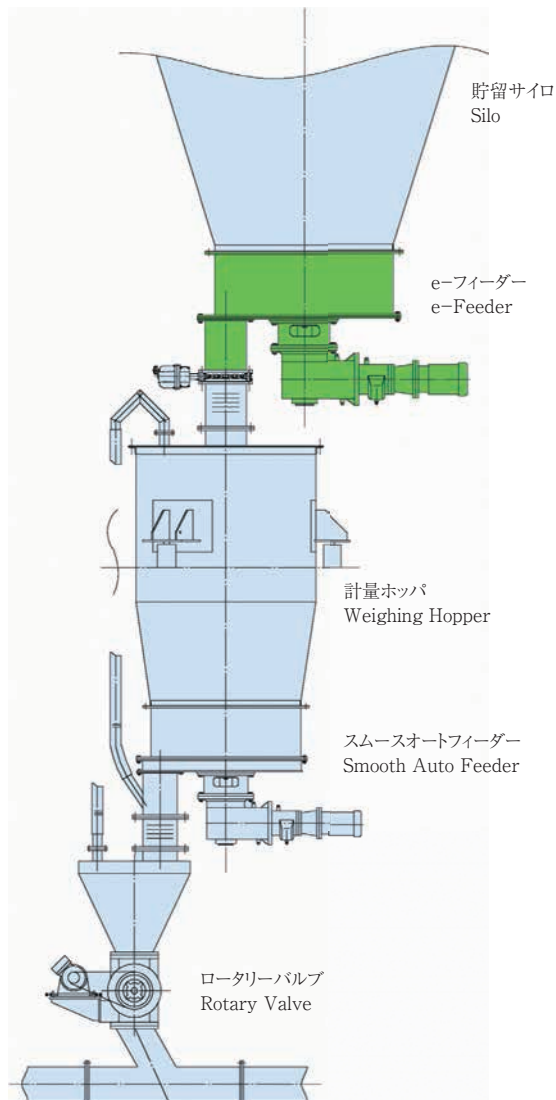 貯留サイロ
Silo
e−フィーダー
e−Feeder
計量ホッパ
Weighing Hopper
スムースオートフィーダー
Smooth Auto Feeder
ロータリーバルブ
Rotary Valve